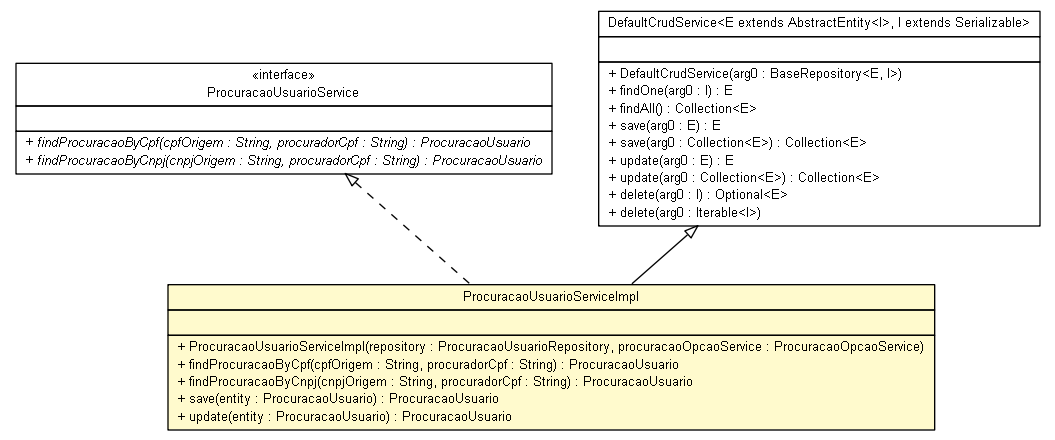 «interface»
ProcuracaoUsuarioService
+ findProcuracaoByCpf(cpfOrigem : String, procuradorCpf : String) : ProcuracaoUsuario
+ findProcuracaoByCnpj(cnpjOrigem : String, procuradorCpf : String) : ProcuracaoUsuario
DefaultCrudService<E extends AbstractEntity<I>, I extends Serializable>
+ DefaultCrudService(arg0 : BaseRepository<E, I>)
+ findOne(arg0 : I) : E
+ findAll() : Collection<E>
+ save(arg0 : E) : E
+ save(arg0 : Collection<E>) : Collection<E>
+ update(arg0 : E) : E
+ update(arg0 : Collection<E>) : Collection<E>
+ delete(arg0 : I) : Optional<E>
+ delete(arg0 : Iterable<I>)
ProcuracaoUsuarioServiceImpl
+ ProcuracaoUsuarioServiceImpl(repository : ProcuracaoUsuarioRepository, procuracaoOpcaoService : ProcuracaoOpcaoService)
+ findProcuracaoByCpf(cpfOrigem : String, procuradorCpf : String) : ProcuracaoUsuario
+ findProcuracaoByCnpj(cnpjOrigem : String, procuradorCpf : String) : ProcuracaoUsuario
+ save(entity : ProcuracaoUsuario) : ProcuracaoUsuario
+ update(entity : ProcuracaoUsuario) : ProcuracaoUsuario